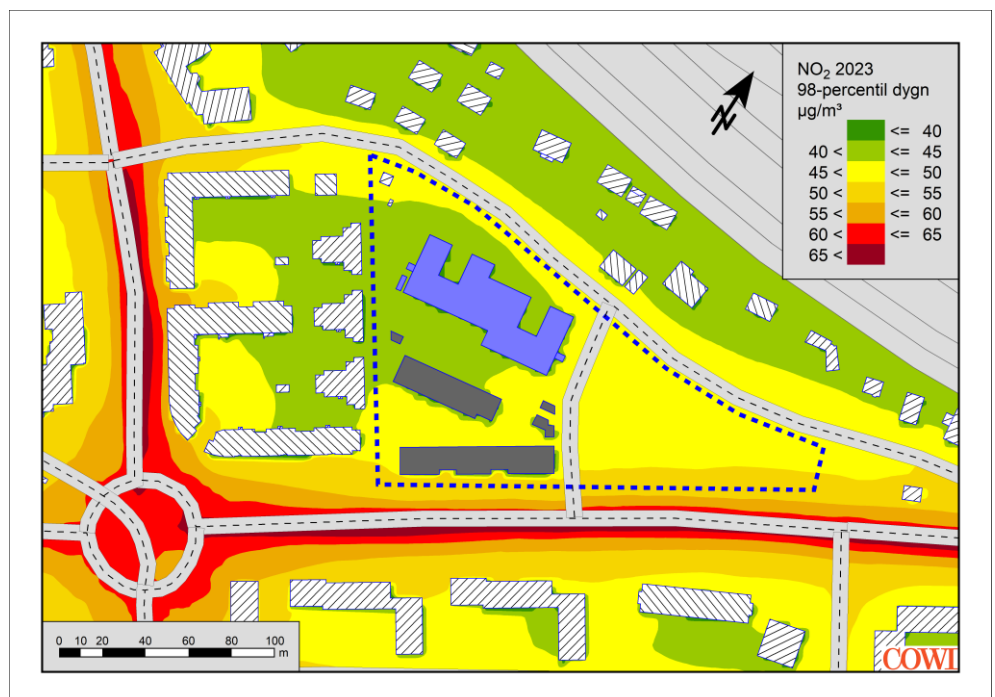 NO₂ 2023
98-percentil dygn
µg/m³
<= 40
40 < <= 45
45 < <= 50
50 < <= 55
55 < <= 60
60 < <= 65
65 <
N
0 10 20 40 60 80 100
m
COWI